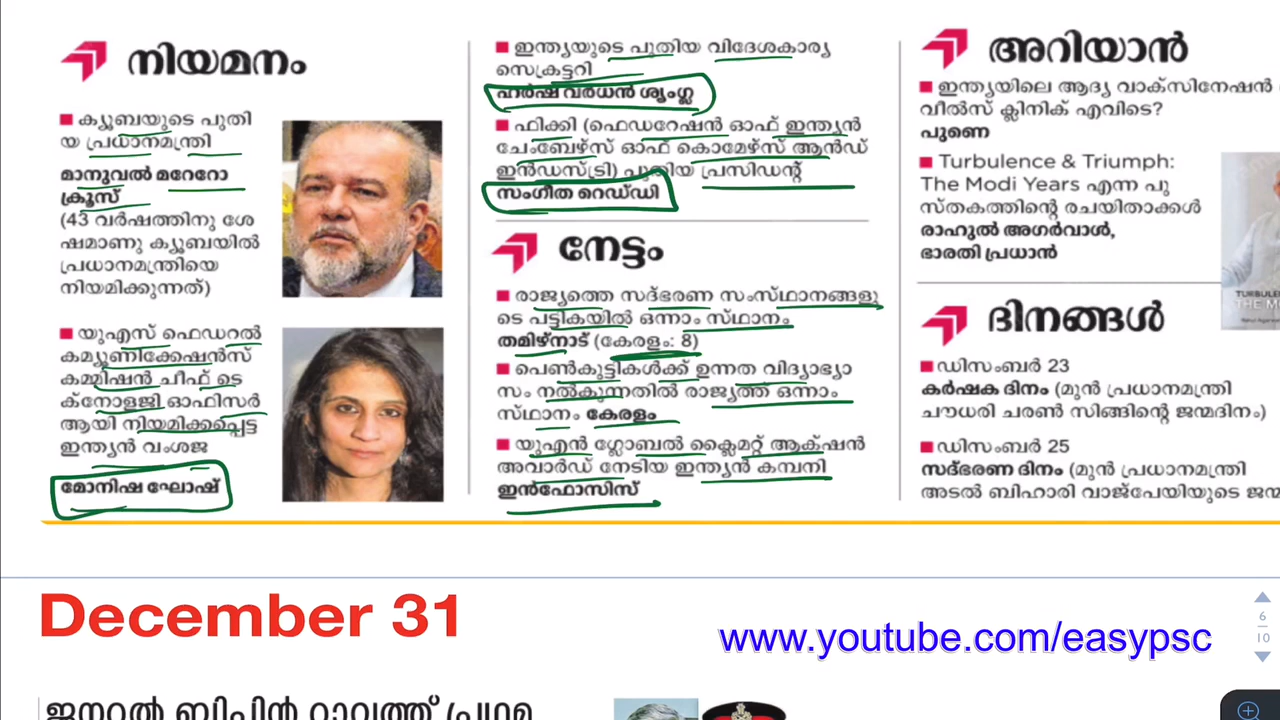 നിയമനം
ക്യൂബയുടെ പുതി
യ പ്രധാനമന്ത്രി
മാനുവൽ മറേറോ
ക്രൂസ്
(43 വർഷത്തിനു ശേ
ഷമാണു ക്യൂബയിൽ
പ്രധാനമന്ത്രിയെ
നിയമിക്കുന്നത്)
യുഎസ് ഫെഡറൽ
കമ്യൂണിക്കേഷൻസ്
കമ്മിഷൻ ചീഫ് ടെ
ക്നോളജി ഓഫിസർ
ആയി നിയമിക്കപ്പെട്ട
ഇന്ത്യൻ വംശജ
മോനിഷ ഘോഷ്
ഇന്ത്യയുടെ പുതിയ വിദേശകാര്യ
സെക്രട്ടറി
ഹർഷ വർധൻ ശൃംഗ്ല
ഫിക്കി (ഫെഡറേഷൻ ഓഫ് ഇന്ത്യൻ
ചേംബേഴ്സ് ഓഫ് കൊമേഴ്സ് ആൻഡ്
ഇൻഡസ്ട്രി) പുതിയ പ്രസിഡന്റ്
സംഗീത റെഡ്ഡി
നേട്ടം
രാജ്യത്തെ സദ്ഭരണ സംസ്ഥാനങ്ങളു
ടെ പട്ടികയിൽ ഒന്നാം സ്ഥാനം
തമിഴ്നാട് (കേരളം: 8)
പെൺകുട്ടികൾക്ക് ഉന്നത വിദ്യാഭ്യാ
സം നൽകുന്നതിൽ രാജ്യത്ത് ഒന്നാം
സ്ഥാനം കേരളം
യുഎൻ ഗ്ലോബൽ ക്ലൈമറ്റ് ആക്‌ഷൻ
അവാർഡ് നേടിയ ഇന്ത്യൻ കമ്പനി
ഇൻഫോസിസ്
അറിയാൻ
ഇന്ത്യയിലെ ആദ്യ വാക്സിനേഷൻ
വീൽസ് ക്ലിനിക് എവിടെ?
പുണെ
Turbulence & Triumph:
The Modi Years എന്ന പു
സ്തകത്തിന്റെ രചയിതാക്കൾ
രാഹുൽ അഗർവാൾ,
ഭാരതി പ്രധാൻ
ദിനങ്ങൾ
ഡിസംബർ 23
കർഷക ദിനം (മുൻ പ്രധാനമന്ത്രി
ചൗധരി ചരൺ സിങ്ങിന്റെ ജന്മദിനം)
ഡിസംബർ 25
സദ്ഭരണ ദിനം (മുൻ പ്രധാനമന്ത്രി
അടൽ ബിഹാരി വാജ്പേയിയുടെ ജന്മ
December 31
www.youtube.com/easypsc
6
10
ജനറൽ ബിപിൻ റാവത്ത് പ്രഥമ